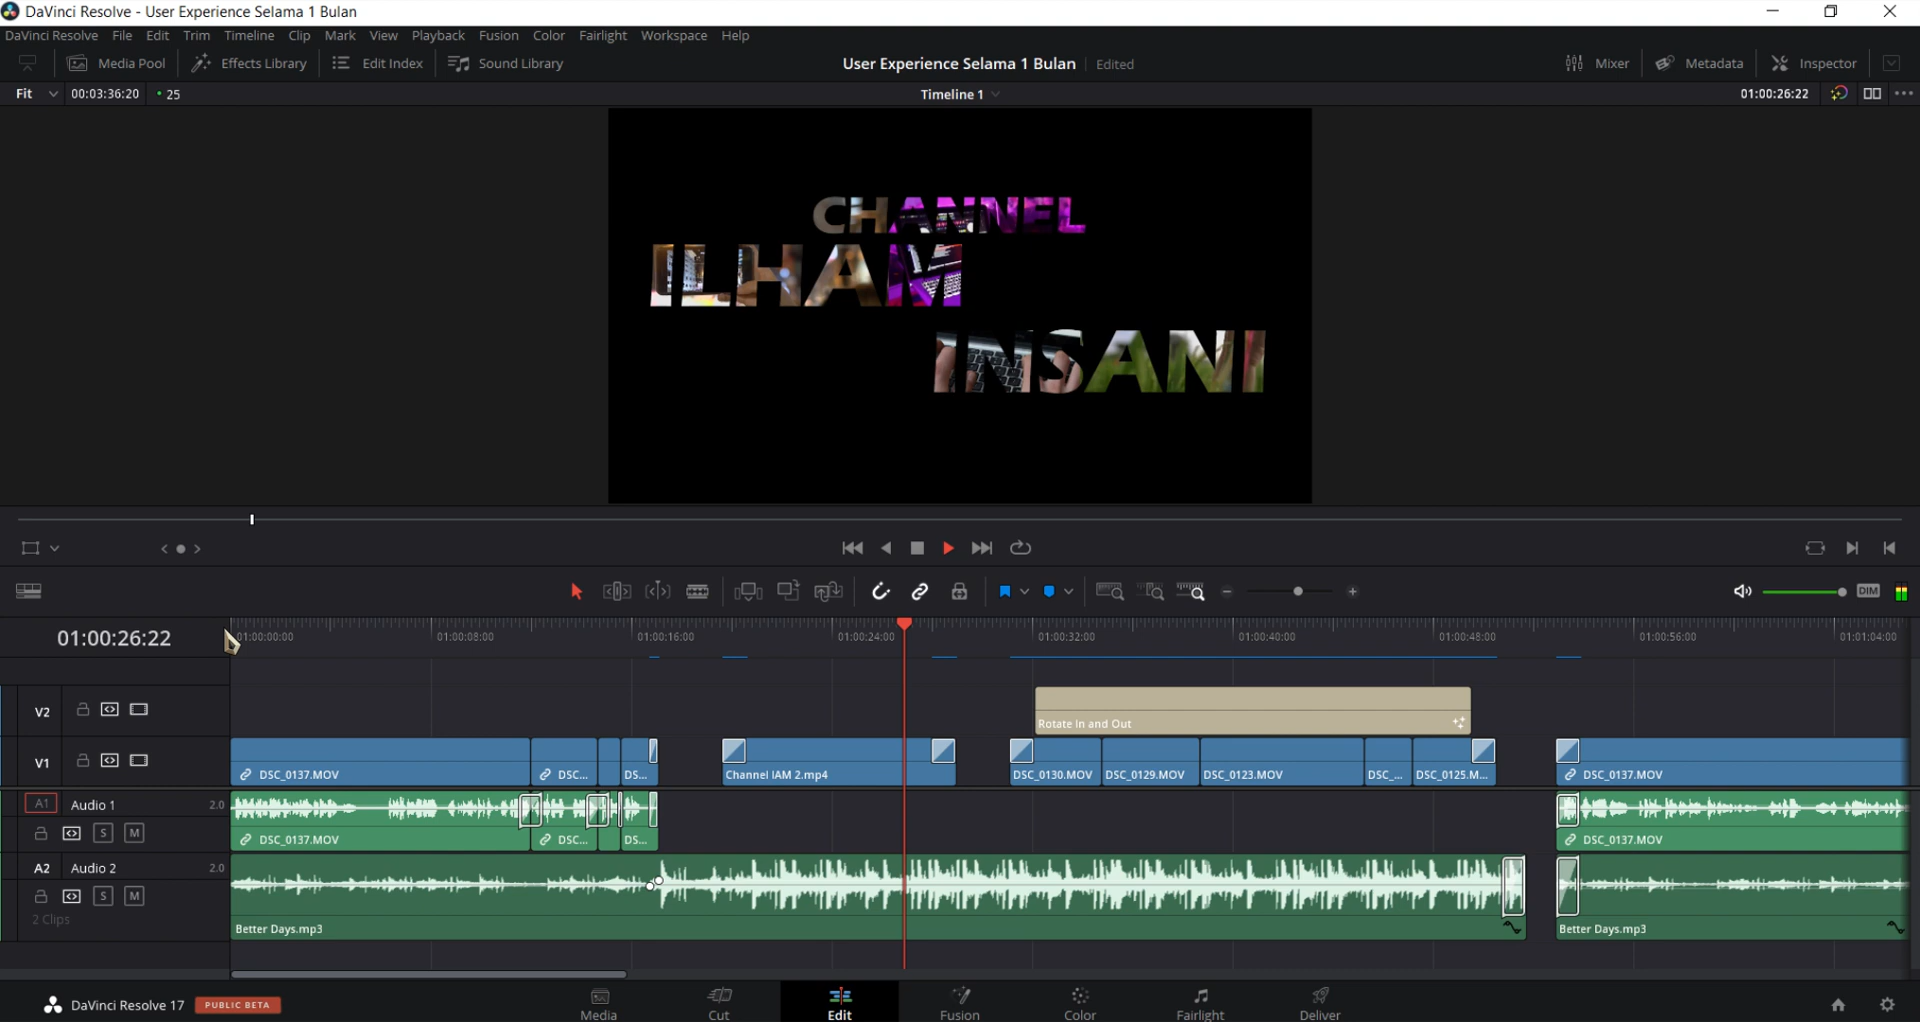 DaVinci Resolve - User Experience Selama 1 Bulan
DaVinci Resolve File Edit Trim Timeline Clip Mark View Playback Fusion Color Fairlight Workspace Help
Media Pool Effects Library Edit Index Sound Library User Experience Selama 1 Bulan Edited Mixer Metadata Inspector
Fit 00:03:36:20 25 Timeline 1 01:00:26:22
CHANNEL
ILHAM
INSANI
DIM
01:00:26:22 01:00:00:00 01:00:08:00 01:00:16:00 01:00:24:00 01:00:32:00 01:00:40:00 01:00:48:00 01:00:56:00 01:01:04:00
V2 Rotate In and Out
V1 DSC_0137.MOV DSC... DS... Channel IAM 2.mp4 DSC_0130.MOV DSC_0129.MOV DSC_0123.MOV DSC_... DSC_0125.M... DSC_0137.MOV
A1 Audio 1 2.0
S M DSC_0137.MOV DSC... DS... DSC_0137.MOV
A2 Audio 2 2.0
S M
2 Clips
Better Days.mp3 Better Days.mp3
DaVinci Resolve 17 PUBLIC BETA
Media Cut Edit Fusion Color Fairlight Deliver